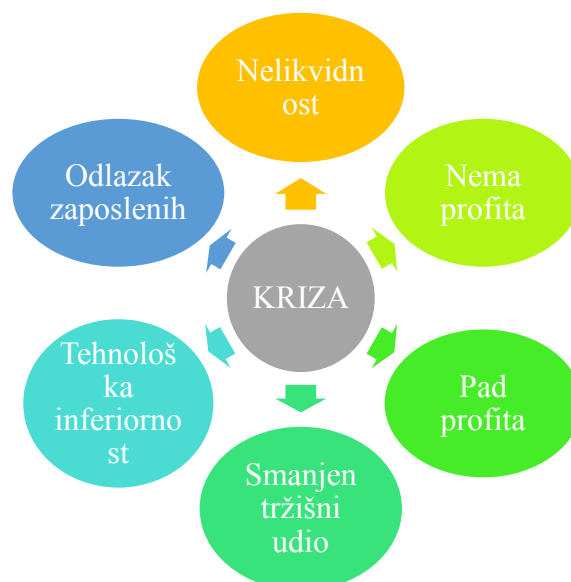 Nelikvidn
ost
Nema
profita
Pad
profita
Smanjen
tržišni
udio
Tehnološ
ka
inferiorno
st
Odlazak
zaposlenih
KRIZA